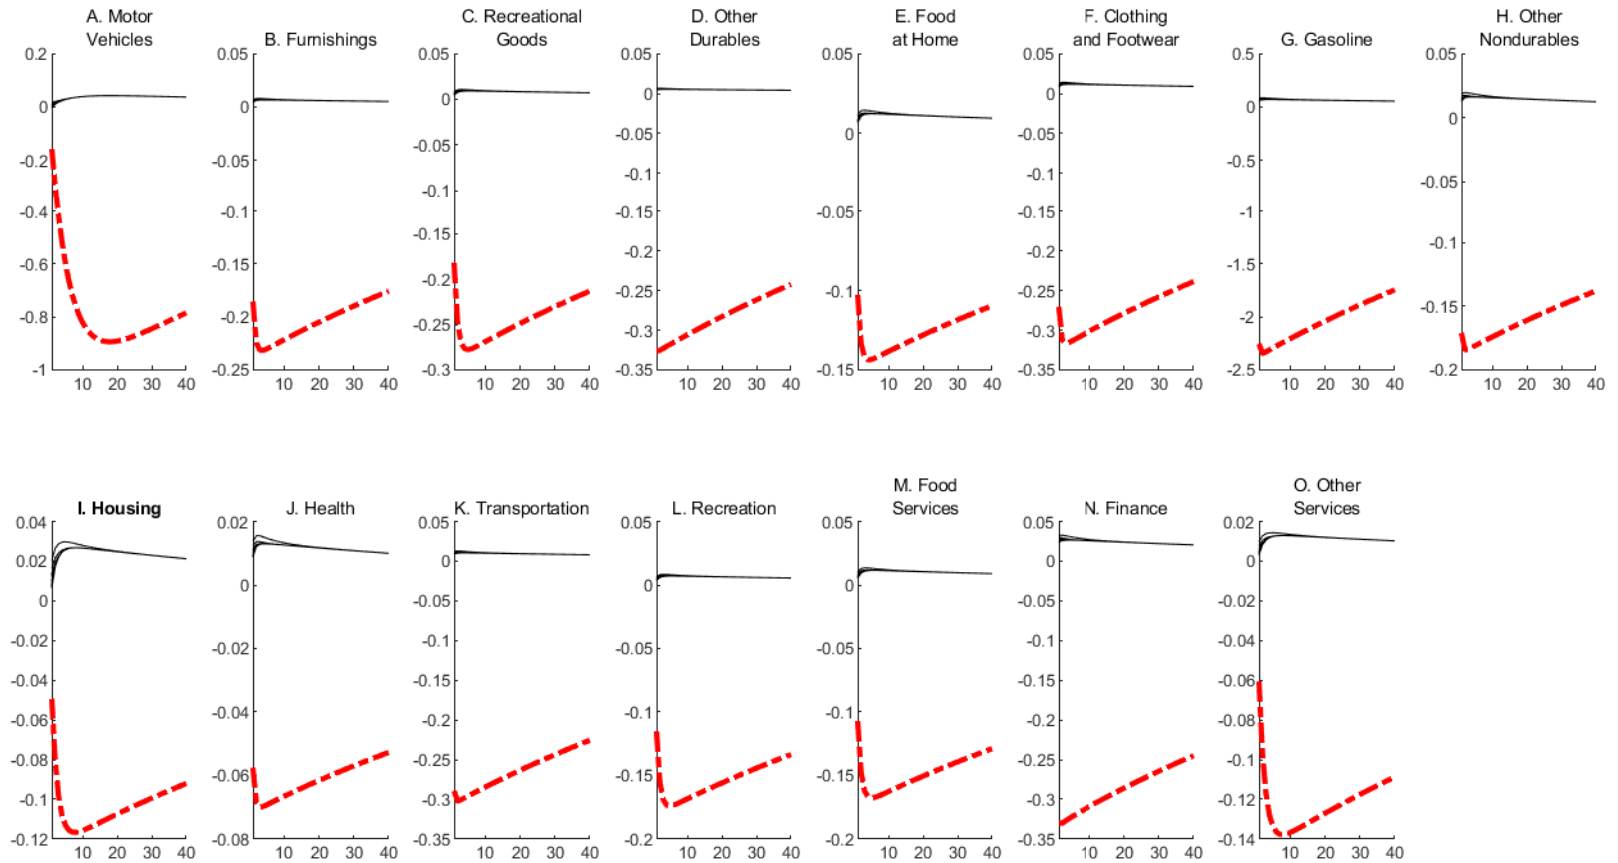 A. Motor
Vehicles
0.2
0
-0.2
-0.4
-0.6
-0.8
-1
10 20 30 40
B. Furnishings
0.05
0
-0.05
-0.1
-0.15
-0.2
-0.25
10 20 30 40
C. Recreational
Goods
0.05
0
-0.05
-0.1
-0.15
-0.2
-0.25
-0.3
10 20 30 40
D. Other
Durables
0.05
0
-0.05
-0.1
-0.15
-0.2
-0.25
-0.3
-0.35
10 20 30 40
E. Food
at Home
0.05
0
-0.05
-0.1
-0.15
10 20 30 40
F. Clothing
and Footwear
0.05
0
-0.05
-0.1
-0.15
-0.2
-0.25
-0.3
-0.35
10 20 30 40
G. Gasoline
0.5
0
-0.5
-1
-1.5
-2
-2.5
10 20 30 40
H. Other
Nondurables
0.05
0
-0.05
-0.1
-0.15
-0.2
10 20 30 40
I. Housing
0.04
0.02
0
-0.02
-0.04
-0.06
-0.08
-0.1
-0.12
10 20 30 40
J. Health
0.02
0
-0.02
-0.04
-0.06
-0.08
10 20 30 40
K. Transportation
0.05
0
-0.05
-0.1
-0.15
-0.2
-0.25
-0.3
-0.35
10 20 30 40
L. Recreation
0.05
0
-0.05
-0.1
-0.15
-0.2
10 20 30 40
M. Food
Services
0.05
0
-0.05
-0.1
-0.15
-0.2
10 20 30 40
N. Finance
0.05
0
-0.05
-0.1
-0.15
-0.2
-0.25
-0.3
-0.35
10 20 30 40
O. Other
Services
0.02
0
-0.02
-0.04
-0.06
-0.08
-0.1
-0.12
-0.14
10 20 30 40